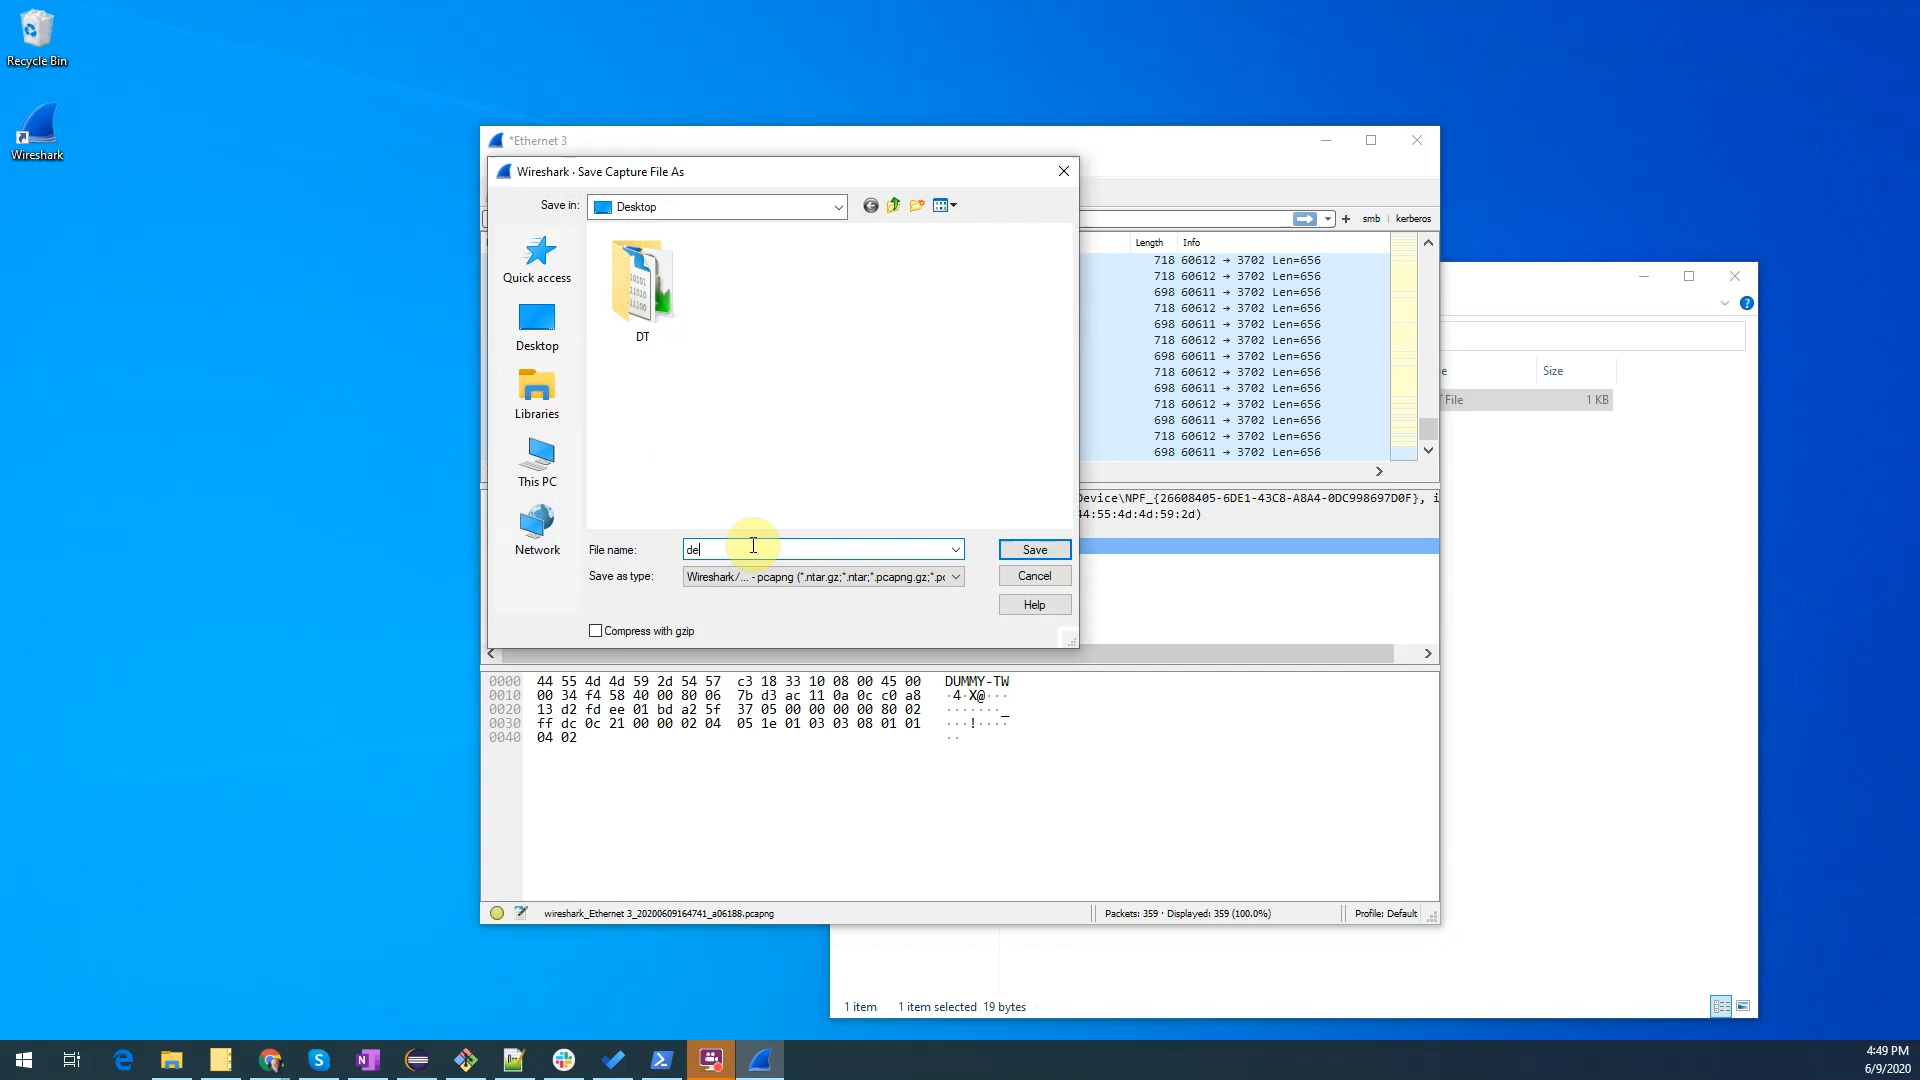 Recycle Bin
Wireshark
*Ethernet 3
Wireshark · Save Capture File As
Save in:
Desktop
Quick access
Desktop
Libraries
This PC
Network
DT
File name:
de
Save
Save as type:
Wireshark/... - pcapng (*.ntar.gz;*.ntar;*.pcapng.gz;*.pc
Cancel
Help
Compress with gzip
+ smb | kerberos
Length Info
718 60612 → 3702 Len=656
718 60612 → 3702 Len=656
698 60611 → 3702 Len=656
718 60612 → 3702 Len=656
698 60611 → 3702 Len=656
718 60612 → 3702 Len=656
698 60611 → 3702 Len=656
718 60612 → 3702 Len=656
698 60611 → 3702 Len=656
718 60612 → 3702 Len=656
698 60611 → 3702 Len=656
718 60612 → 3702 Len=656
698 60611 → 3702 Len=656
Device\NPF_{26608405-6DE1-43C8-A8A4-0DC998697D0F}, i
44:55:4d:4d:59:2d)
0000 44 55 4d 4d 59 2d 54 57 c3 18 33 10 08 00 45 00 DUMMY-TW
0010 00 34 f4 58 40 00 80 06 7b d3 ac 11 0a 0c c0 a8 ·4·X@···
0020 13 d2 fd ee 01 bd a2 5f 37 05 00 00 00 00 80 02 ·······_
0030 ff dc 0c 21 00 00 02 04 05 1e 01 03 03 08 01 01 ···!····
0040 04 02 ··
wireshark_Ethernet 3_20200609164741_a06188.pcapng
Packets: 359 · Displayed: 359 (100.0%)
Profile: Default
Size
File
1 KB
1 item 1 item selected 19 bytes
4:49 PM
6/9/2020